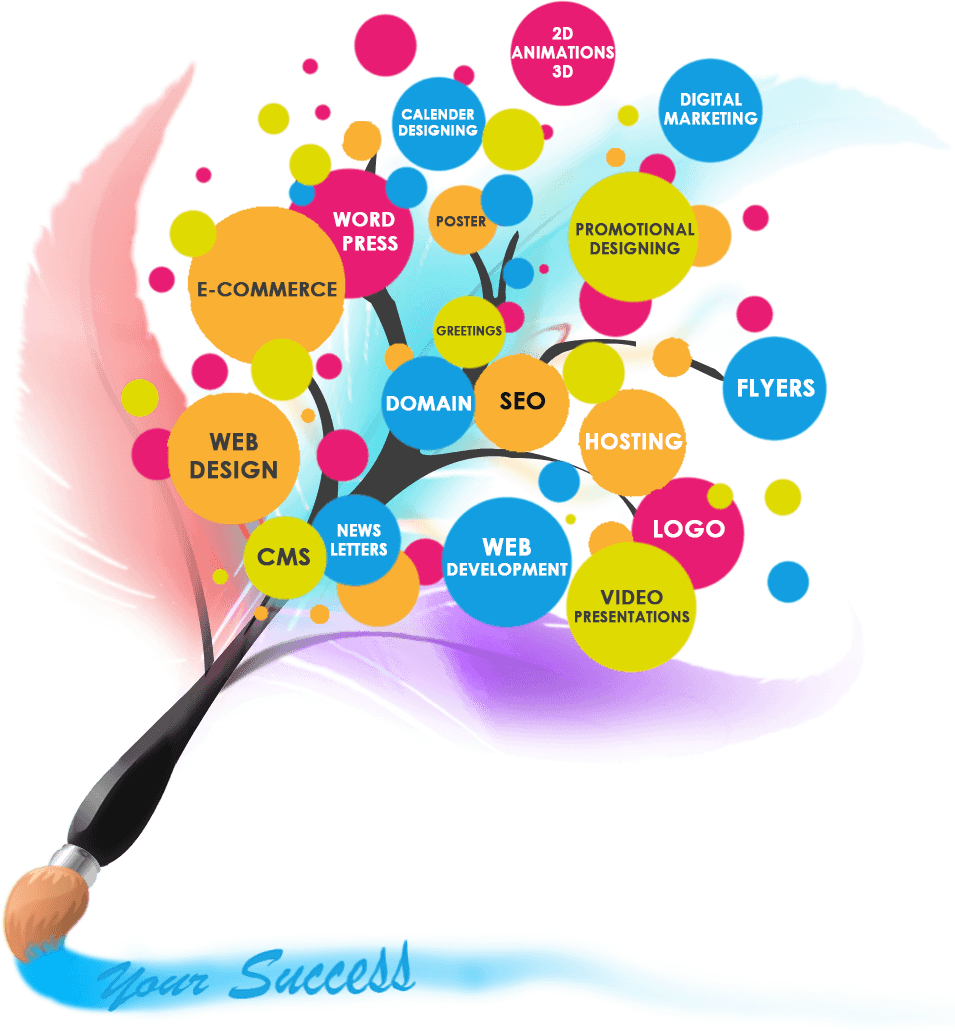 2D
ANIMATIONS
3D
DIGITAL
MARKETING
CALENDER
DESIGNING
WORD
PRESS
POSTER
PROMOTIONAL
DESIGNING
E-COMMERCE
GREETINGS
FLYERS
DOMAIN
SEO
HOSTING
WEB
DESIGN
LOGO
NEWS
LETTERS
CMS
WEB
DEVELOPMENT
VIDEO
PRESENTATIONS
Your Success